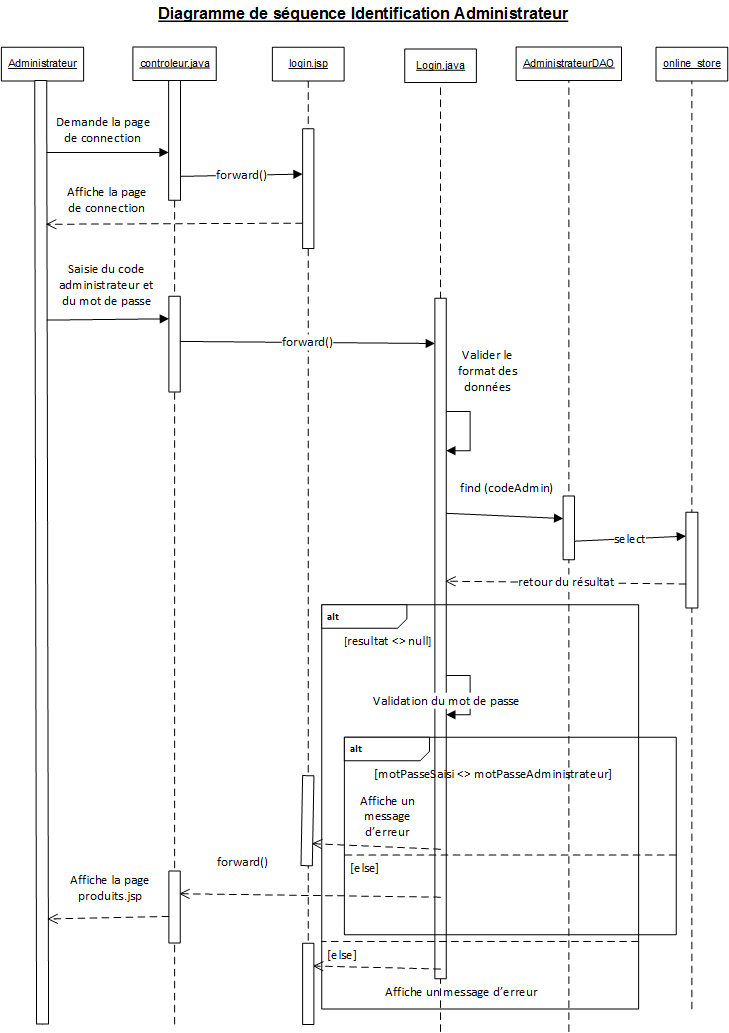 Diagramme de séquence Identification Administrateur
Administrateur
controleur.java
login.jsp
Login.java
AdministrateurDAO
online_store
Demande la page
de connection
forward()
Affiche la page
de connection
Saisie du code
administrateur et
du mot de passe
forward()
Valider le
format des
données
find (codeAdmin)
select
retour du résultat
alt
[resultat <> null]
Validation du mot de passe
alt
[motPasseSaisi <> motPasseAdministrateur]
Affiche un
message
d'erreur
forward()
[else]
Affiche la page
produits.jsp
[else]
Affiche un message d'erreur